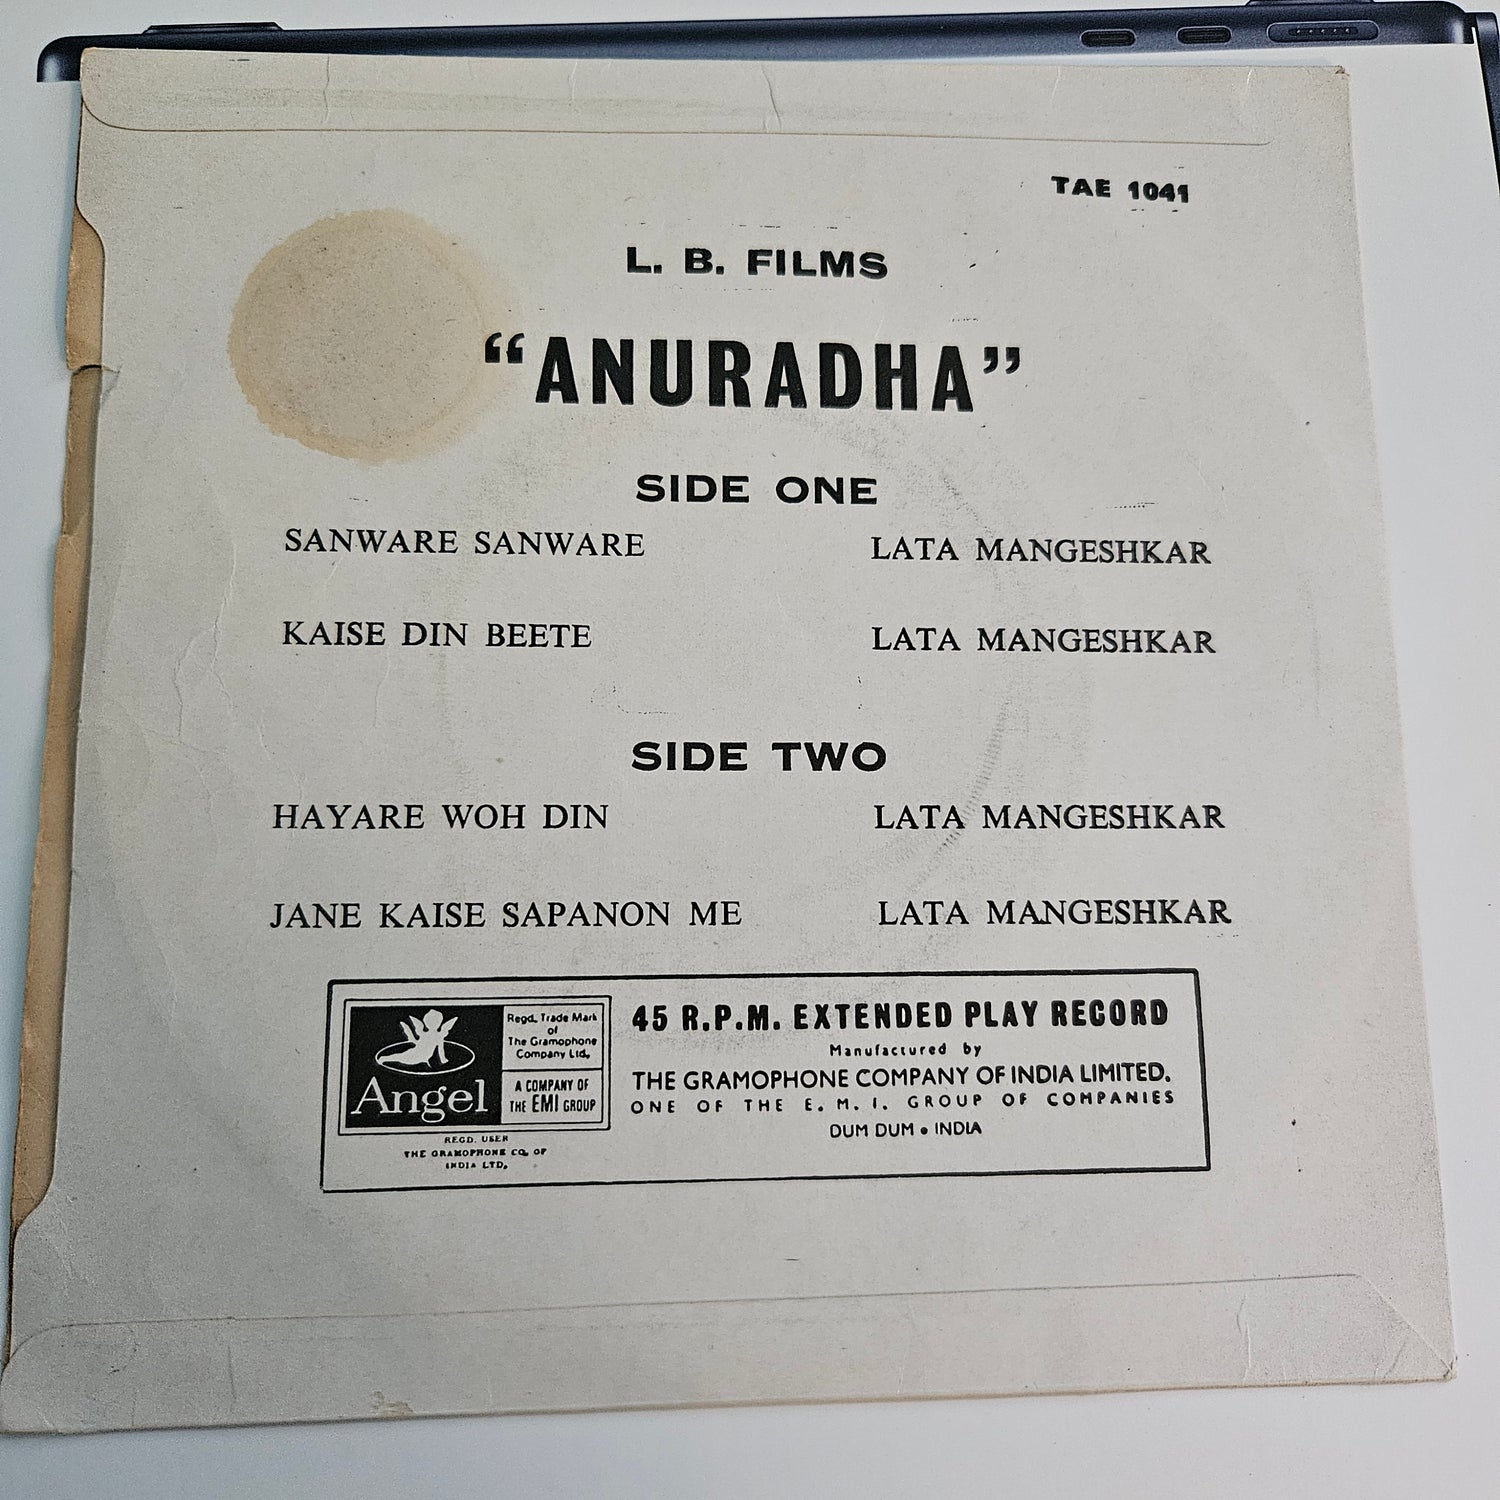 TAE 1041
L. B. FILMS
“ANURADHA”
SIDE ONE
SANWARE SANWARE LATA MANGESHKAR
KAISE DIN BEETE LATA MANGESHKAR
SIDE TWO
HAYARE WOH DIN LATA MANGESHKAR
JANE KAISE SAPANON ME LATA MANGESHKAR
Angel
Regd. Trade Mark
of
The Gramophone
Company Ltd.
A COMPANY OF
THE EMI GROUP
REGD. USER
THE GRAMOPHONE CO. OF
INDIA LTD.
45 R.P.M. EXTENDED PLAY RECORD
Manufactured by
THE GRAMOPHONE COMPANY OF INDIA LIMITED.
ONE OF THE E. M. I. GROUP OF COMPANIES
DUM DUM • INDIA